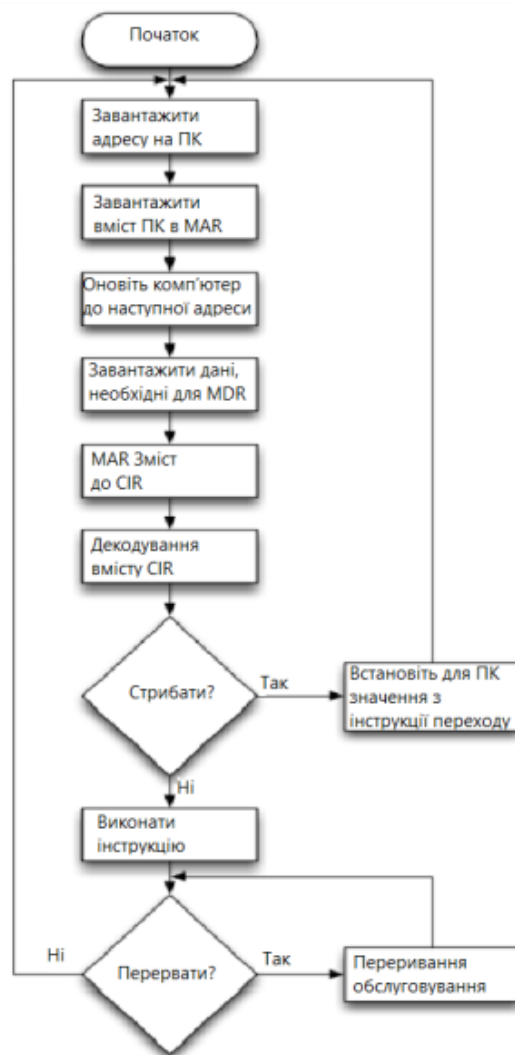 Початок
Завантажити
адресу на ПК
Завантажити
вміст ПК в MAR
Оновіть комп'ютер
до наступної адреси
Завантажити дані,
необхідні для MDR
MAR Зміст
до CIR
Декодування
вмісту CIR
Стрибати?
Так
Встановіть для ПК
значення з
інструкції переходу
Ні
Виконати
інструкцію
Ні
Перервати?
Так
Переривання
обслуговування